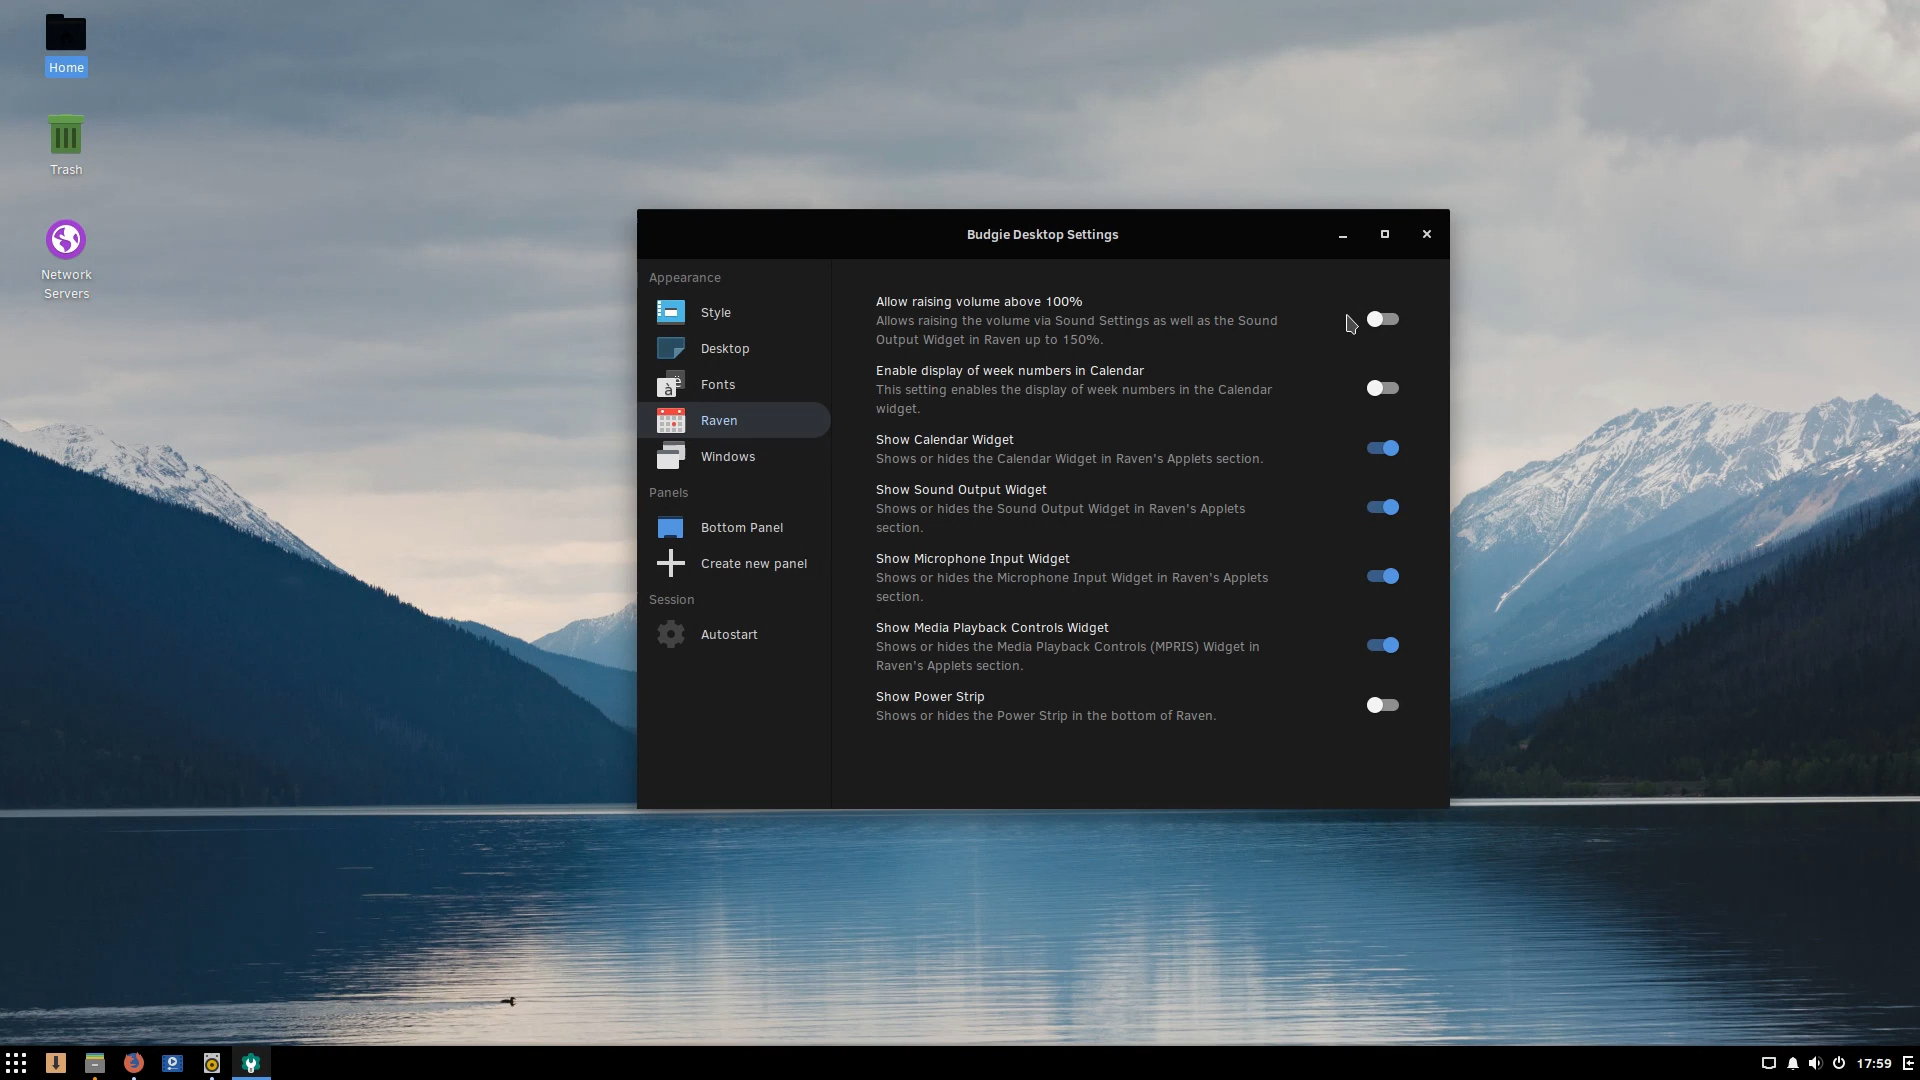 Home
Trash
Network
Servers
Budgie Desktop Settings
Appearance
Style
Desktop
Fonts
Raven
Windows
Panels
Bottom Panel
Create new panel
Session
Autostart
Allow raising volume above 100%
Allows raising the volume via Sound Settings as well as the Sound
Output Widget in Raven up to 150%.
Enable display of week numbers in Calendar
This setting enables the display of week numbers in the Calendar
widget.
Show Calendar Widget
Shows or hides the Calendar Widget in Raven's Applets section.
Show Sound Output Widget
Shows or hides the Sound Output Widget in Raven's Applets
section.
Show Microphone Input Widget
Shows or hides the Microphone Input Widget in Raven's Applets
section.
Show Media Playback Controls Widget
Shows or hides the Media Playback Controls (MPRIS) Widget in
Raven's Applets section.
Show Power Strip
Shows or hides the Power Strip in the bottom of Raven.
17:59